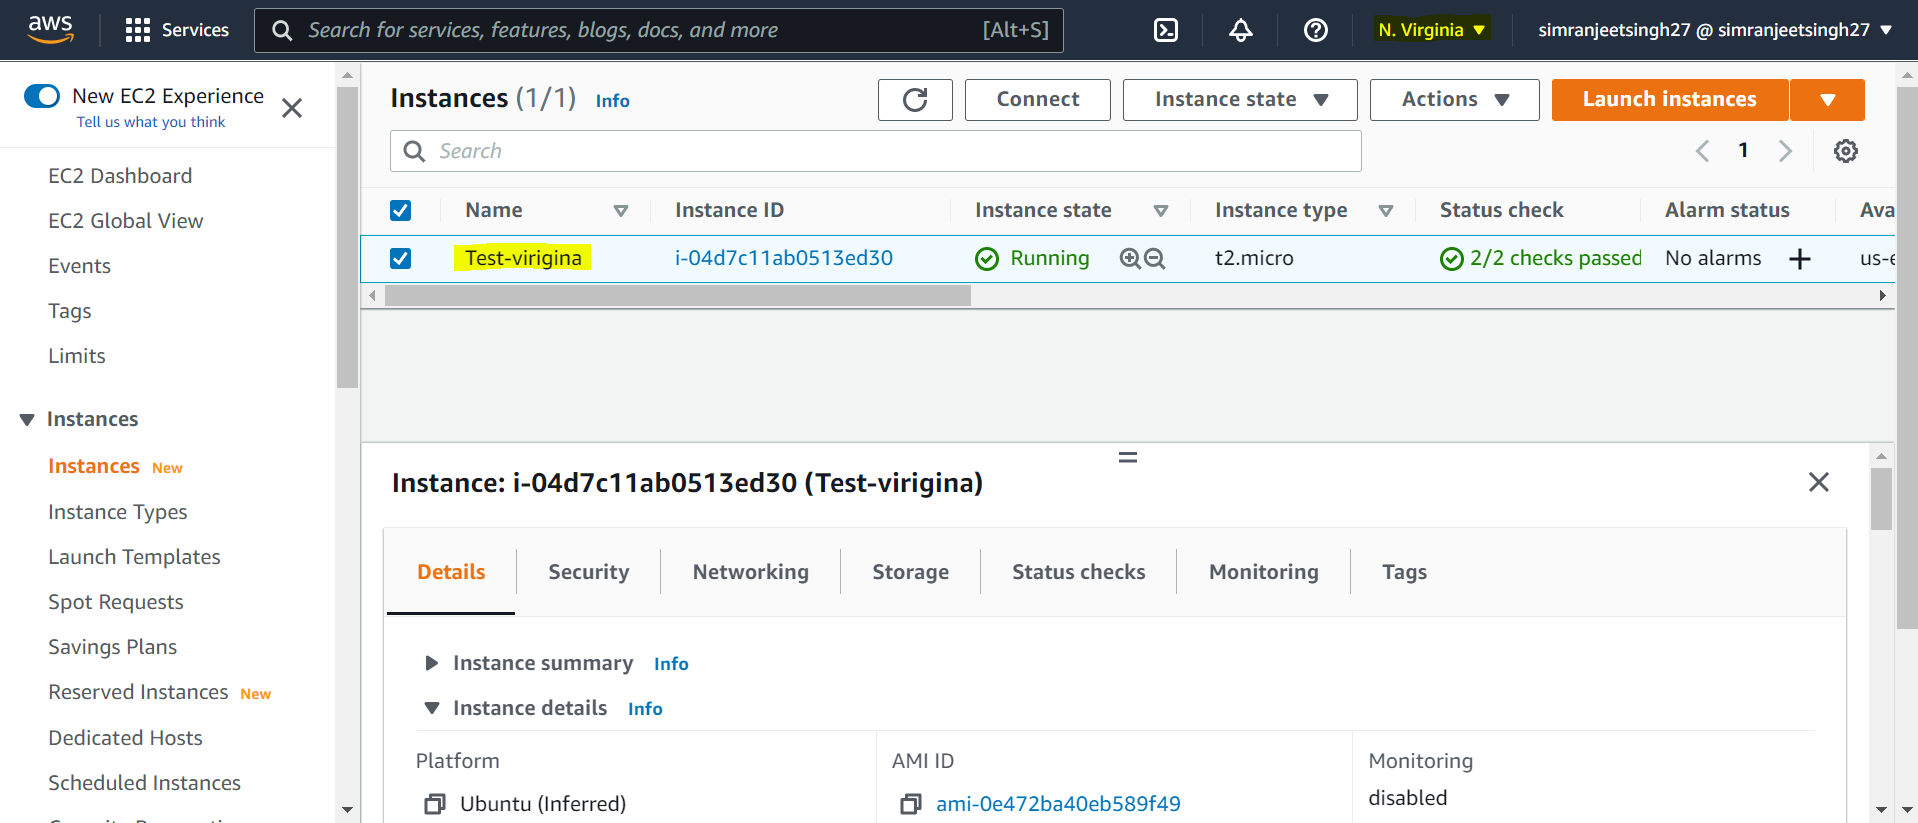 aws
Services
Search for services, features, blogs, docs, and more [Alt+S]
N. Virginia
simranjeetsingh27 @ simranjeetsingh27
New EC2 Experience
Tell us what you think
EC2 Dashboard
EC2 Global View
Events
Tags
Limits
Instances
Instances New
Instance Types
Launch Templates
Spot Requests
Savings Plans
Reserved Instances New
Dedicated Hosts
Scheduled Instances
Instances (1/1) Info
Connect
Instance state
Actions
Launch instances
Search
1
Name Instance ID Instance state Instance type Status check Alarm status Ava
Test-virigina i-04d7c11ab0513ed30 Running t2.micro 2/2 checks passed No alarms + us-e
Instance: i-04d7c11ab0513ed30 (Test-virigina)
Details Security Networking Storage Status checks Monitoring Tags
Instance summary Info
Instance details Info
Platform
Ubuntu (Inferred)
AMI ID
ami-0e472ba40eb589f49
Monitoring
disabled